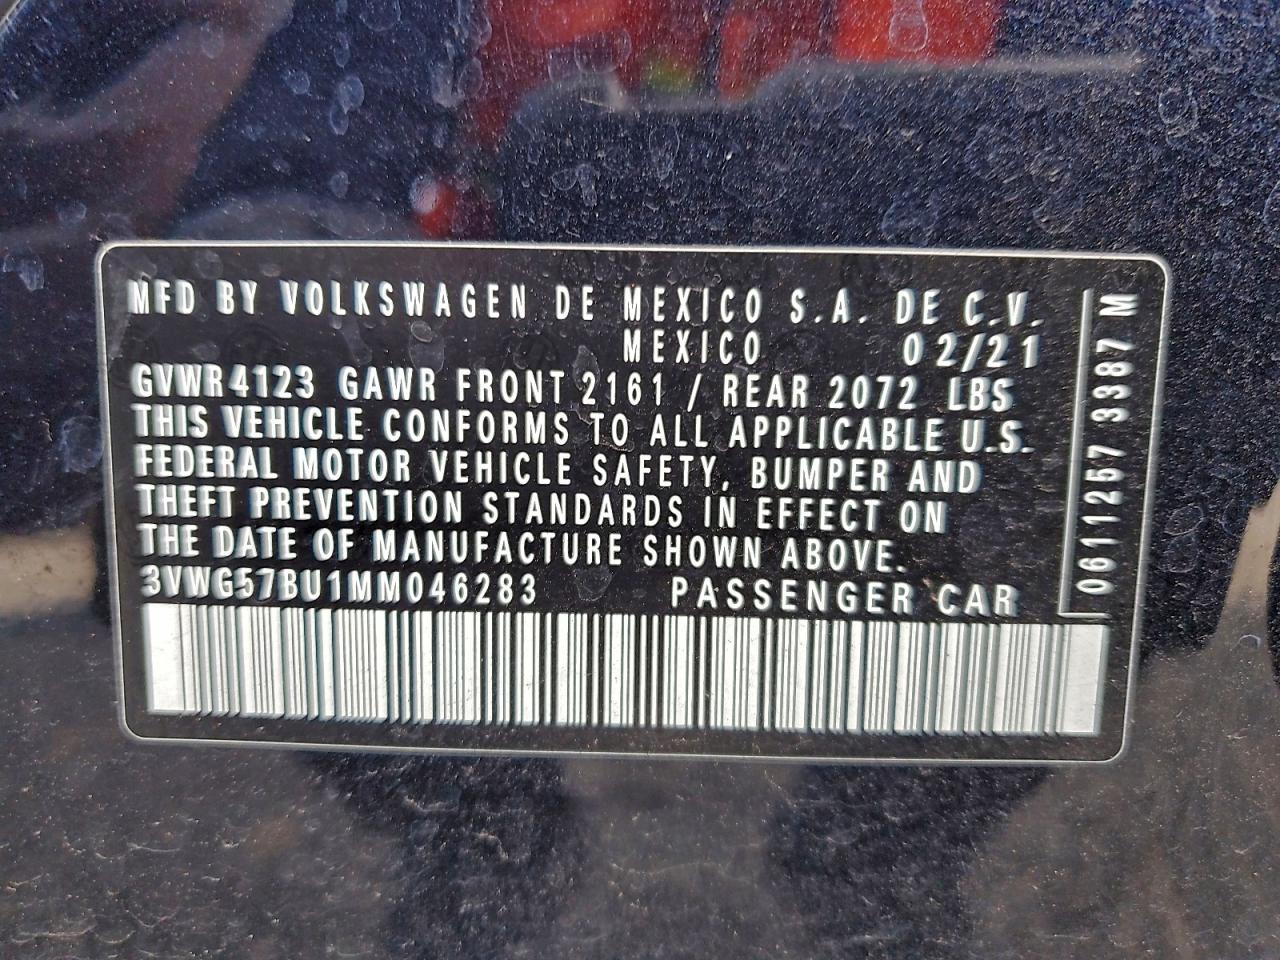 MFD BY VOLKSWAGEN DE MEXICO S.A. DE C.V.
MEXICO 02/21
GVWR 4123 GAWR FRONT 2161 / REAR 2072 LBS
THIS VEHICLE CONFORMS TO ALL APPLICABLE U.S.
FEDERAL MOTOR VEHICLE SAFETY, BUMPER AND
THEFT PREVENTION STANDARDS IN EFFECT ON
THE DATE OF MANUFACTURE SHOWN ABOVE.
3VWG57BU1MM046283 PASSENGER CAR
0611257 3387 M